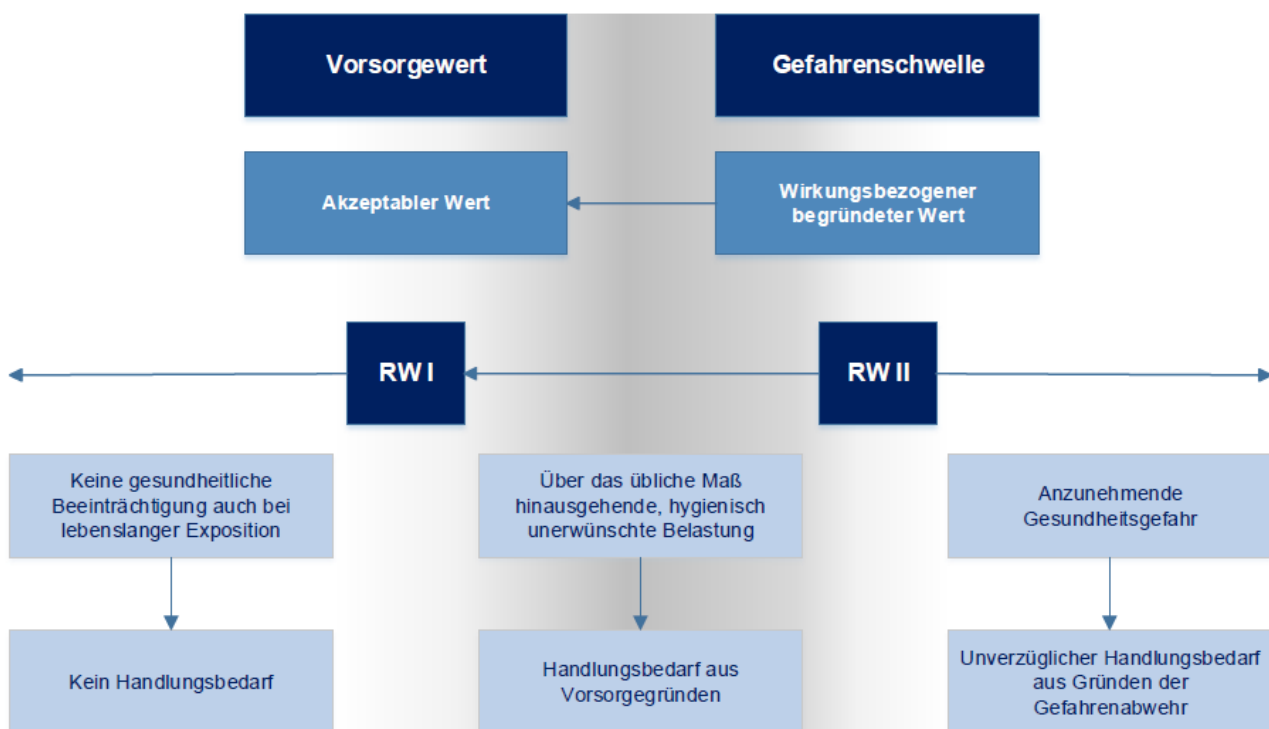 Vorsorgewert
Gefahrenschwelle
Akzeptabler Wert
Wirkungsbezogener
begründeter Wert
RW I
RW II
Keine gesundheitliche
Beeinträchtigung auch bei
lebenslanger Exposition
Über das übliche Maß
hinausgehende, hygienisch
unerwünschte Belastung
Anzunehmende
Gesundheitsgefahr
Kein Handlungsbedarf
Handlungsbedarf aus
Vorsorgegründen
Unverzüglicher Handlungsbedarf
aus Gründen der
Gefahrenabwehr